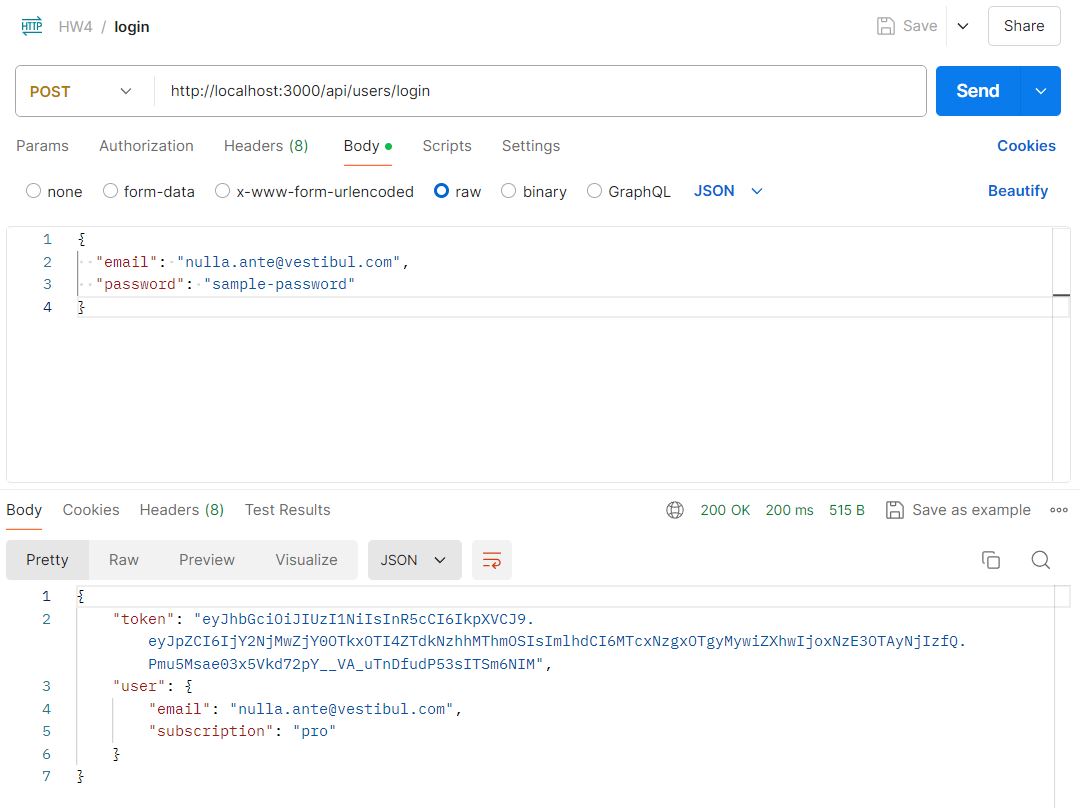 HTTP HW4 / login Save Share
POST http://localhost:3000/api/users/login Send
Params Authorization Headers (8) Body Scripts Settings Cookies
none form-data x-www-form-urlencoded raw binary GraphQL JSON Beautify
1 {
2 "email": "nulla.ante@vestibul.com",
3 "password": "sample-password"
4 }
Body Cookies Headers (8) Test Results 200 OK 200 ms 515 B Save as example
Pretty Raw Preview Visualize JSON
1 {
2 "token": "eyJhbGciOiJIUzI1NiIsInR5cCI6IkpXVCJ9.
eyJpZCI6IjY2NjMwZjY0OTkxOTI4ZTdkNzhhMThmOSIsImlhdCI6MTcxNzgxOTgyMywiZXhwIjoxNzE3OTAyNjIzfQ.
Pmu5Msae03x5Vkd72pY__VA_uTnDfudP53sITSm6NIM",
3 "user": {
4 "email": "nulla.ante@vestibul.com",
5 "subscription": "pro"
6 }
7 }